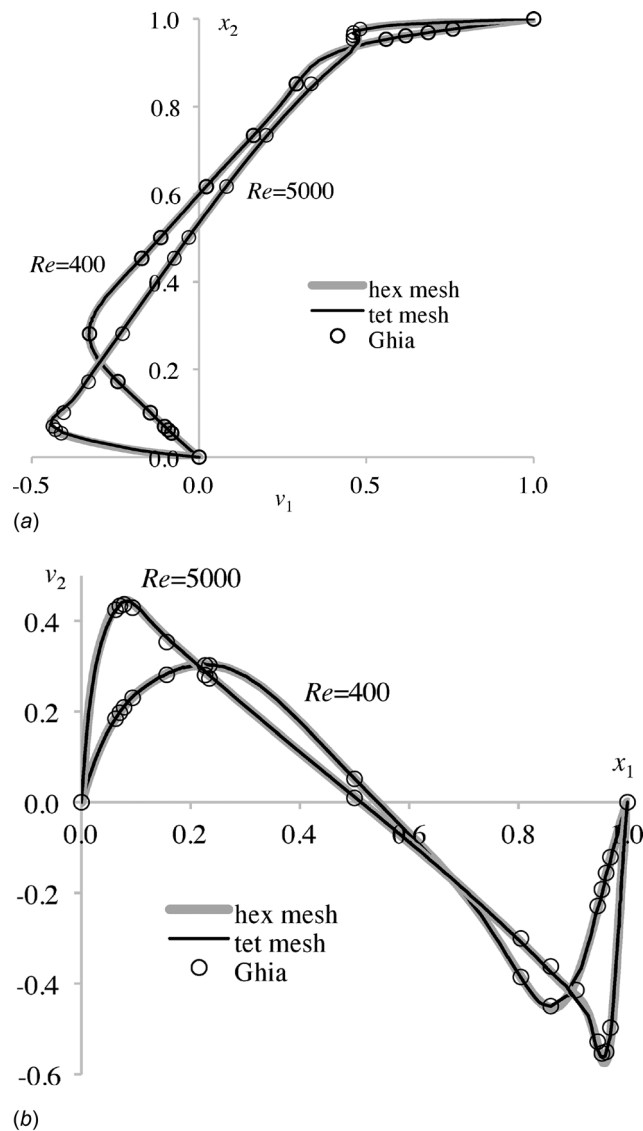 1.0 x2
0.8
Re=5000
0.6
Re=400
0.4
hex mesh
tet mesh
Ghia
0.2
0.0
-0.5 0.0 0.5 1.0
v1
(a)
v2
Re=5000
0.4
Re=400
0.2
x1
0.0
0.0 0.2 0.4 0.6 0.8 1.0
-0.2
hex mesh
tet mesh
Ghia
-0.4
-0.6
(b)